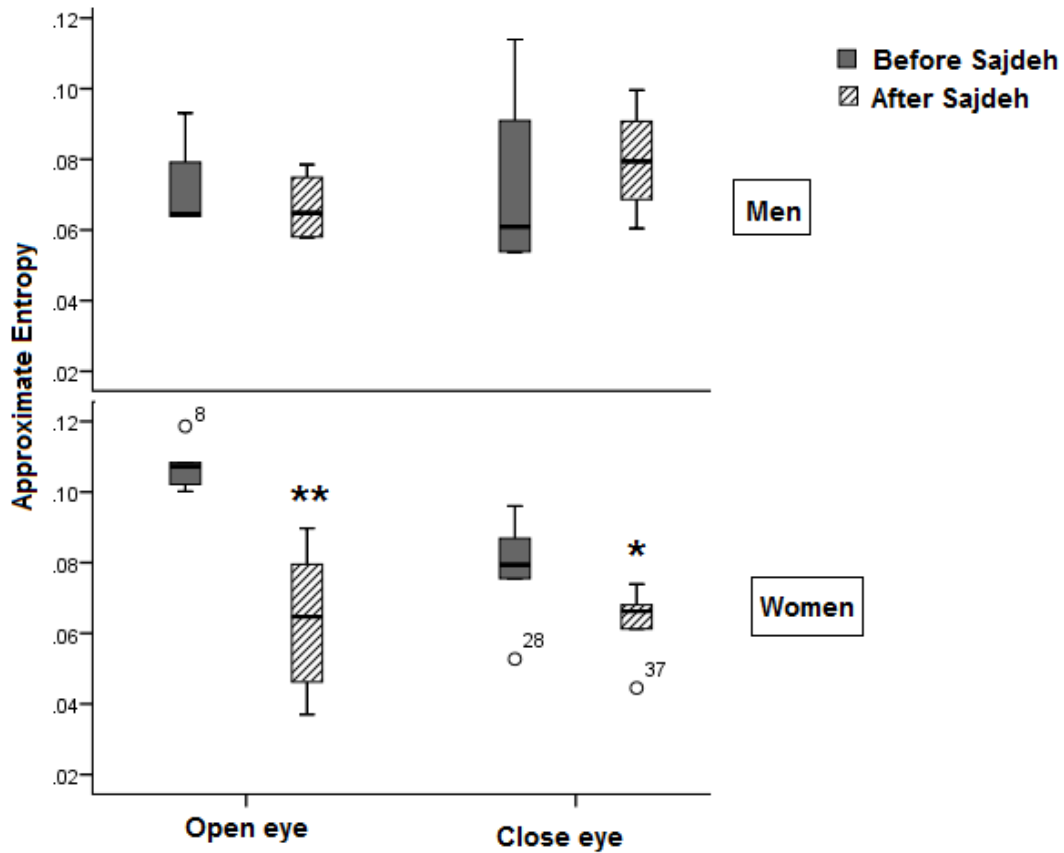 .12
.10
.08
.06
.04
.02
Before Sajdeh
After Sajdeh
Men
Approximate Entropy
.12
.10
.08
.06
.04
.02
8
**
28
*
37
Women
Open eye
Close eye